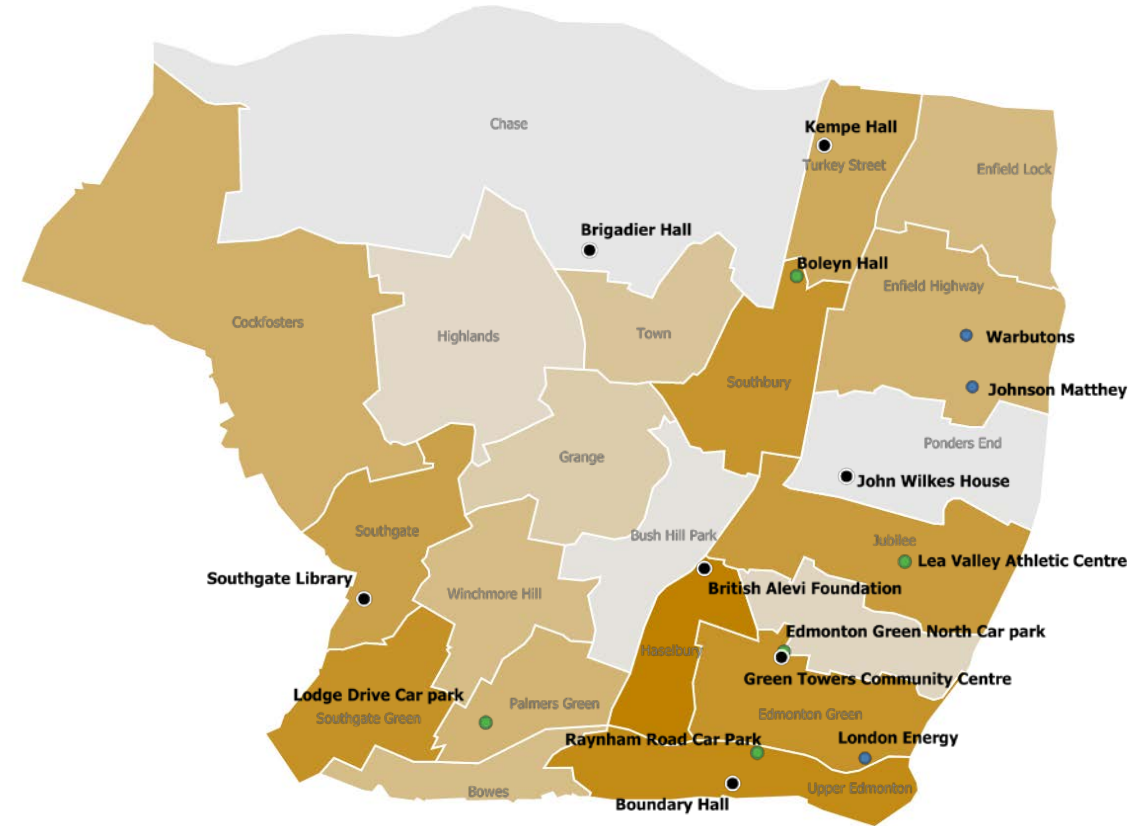 Chase
Kempe Hall
Turkey Street
Enfield Lock
Brigadier Hall
Boleyn Hall
Enfield Highway
Cockfosters
Highlands
Town
Warbutons
Southbury
Johnson Matthey
Ponders End
Grange
John Wilkes House
Southgate
Bush Hill Park
Jubilee
Lea Valley Athletic Centre
Southgate Library
British Alevi Foundation
Winchmore Hill
Edmonton Green North Car park
Haselbury
Green Towers Community Centre
Lodge Drive Car park
Palmers Green
Southgate Green
Edmonton Green
Raynham Road Car Park
London Energy
Bowes
Upper Edmonton
Boundary Hall